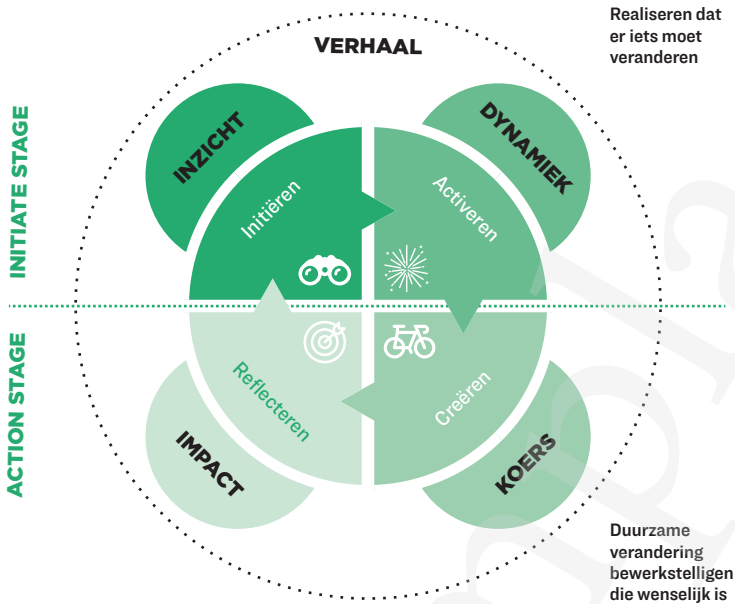 Realiseren dat
er iets moet
veranderen
VERHAAL
INITIATE STAGE
INZICHT
DYNAMIEK
Initiëren
Activeren
ACTION STAGE
Reflecteren
Creëren
IMPACT
KOERS
Duurzame
verandering
bewerkstelligen
die wenselijk is